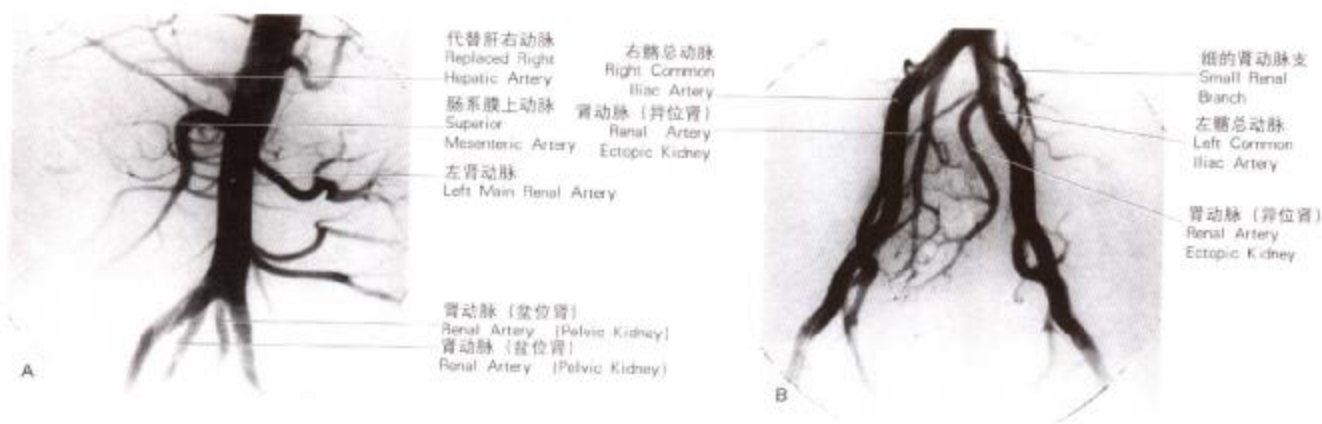 代替肝右动脉
Replaced Right
Hepatic Artery
肠系膜上动脉
Superior
Mesenteric Artery
左肾动脉
Left Main Renal Artery
肾动脉 (盆位肾)
Renal Artery (Pelvic Kidney)
肾动脉 (盆位肾)
Renal Artery (Pelvic Kidney)
A
右髂总动脉
Right Common
Iliac Artery
肾动脉 (异位肾)
Renal Artery
Ectopic Kidney
细的肾动脉支
Small Renal
Branch
左髂总动脉
Left Common
Iliac Artery
肾动脉 (异位肾)
Renal Artery
Ectopic Kidney
B